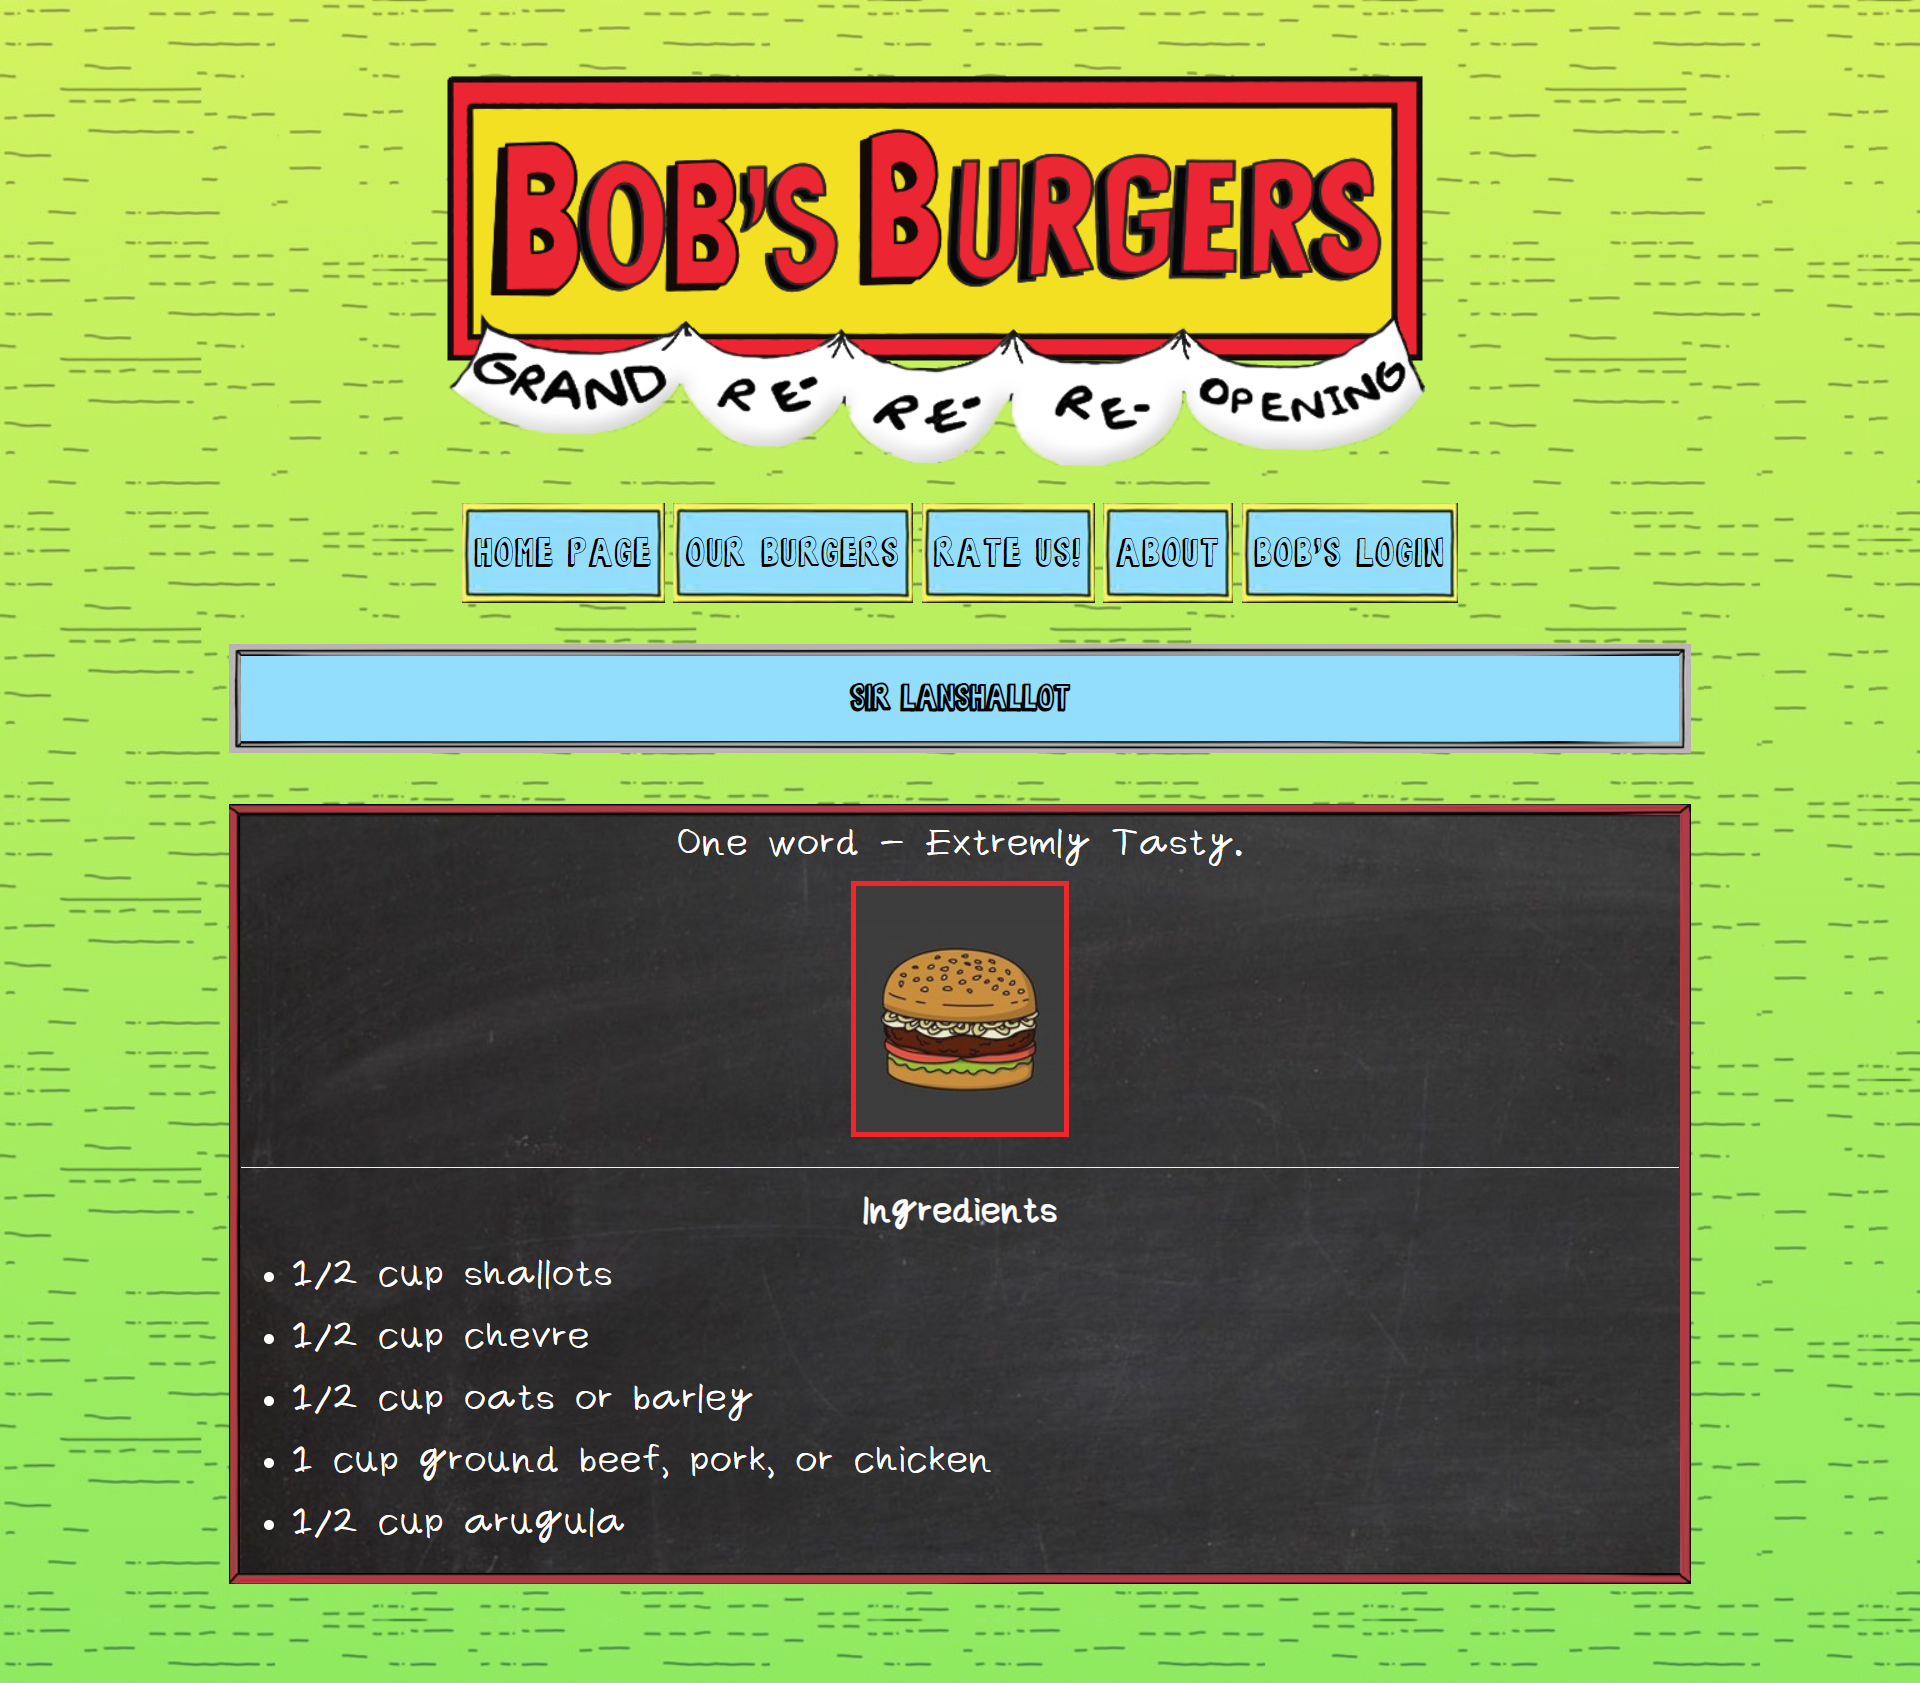 BOB'S BURGERS
GRAND RE- RE- RE- OPENING
HOME PAGE OUR BURGERS RATE US! ABOUT BOB'S LOGIN
SIR LANSHALLOT
One word - Extremly Tasty.
Ingredients
• 1/2 cup shallots
• 1/2 cup chevre
• 1/2 cup oats or barley
• 1 cup ground beef, pork, or chicken
• 1/2 cup arugula